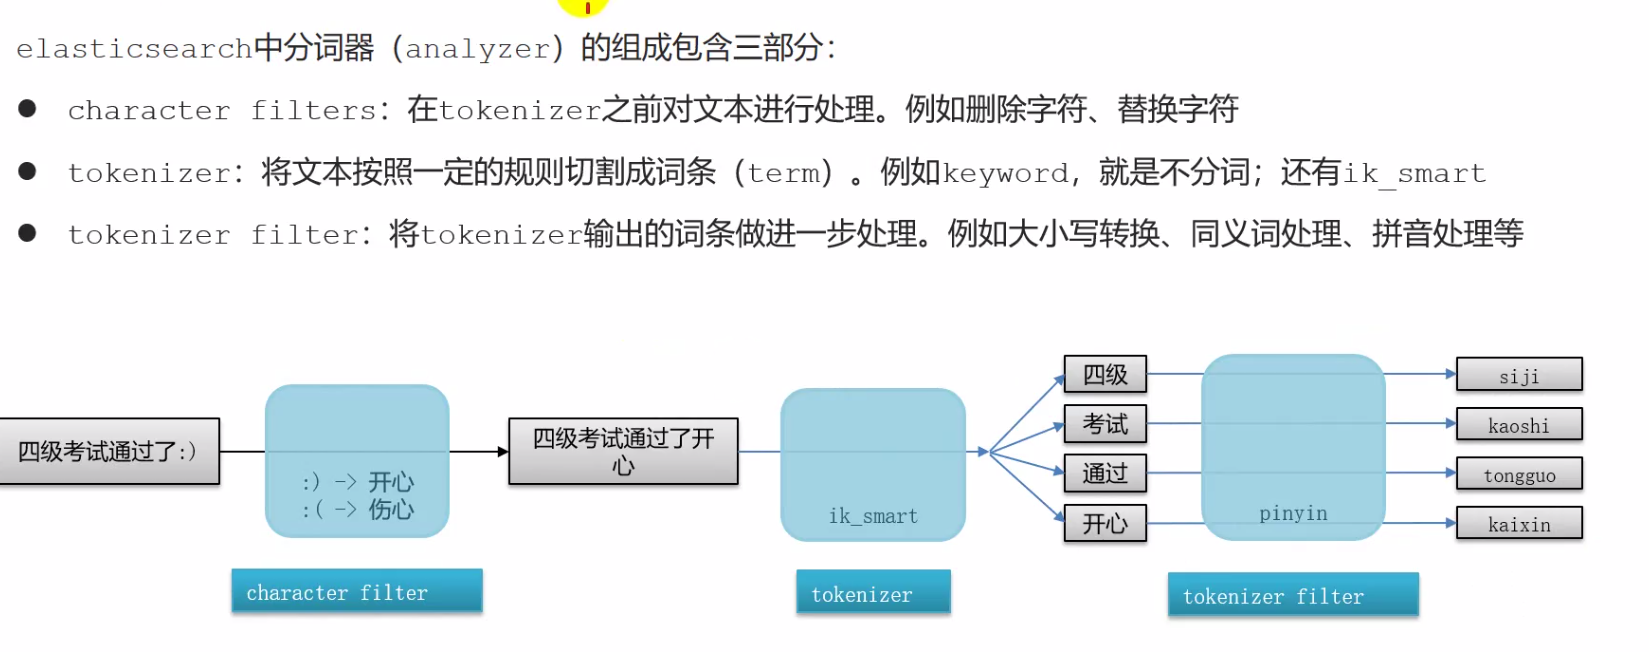 elasticsearch中分词器（analyzer）的组成包含三部分：
● character filters：在tokenizer之前对文本进行处理。例如删除字符、替换字符
● tokenizer：将文本按照一定的规则切割成词条（term）。例如keyword，就是不分词；还有ik_smart
● tokenizer filter：将tokenizer输出的词条做进一步处理。例如大小写转换、同义词处理、拼音处理等
四级考试通过了:)
:) -> 开心
:( -> 伤心
character filter
四级考试通过了开
心
ik_smart
tokenizer
四级
考试
通过
开心
pinyin
tokenizer filter
siji
kaoshi
tongguo
kaixin